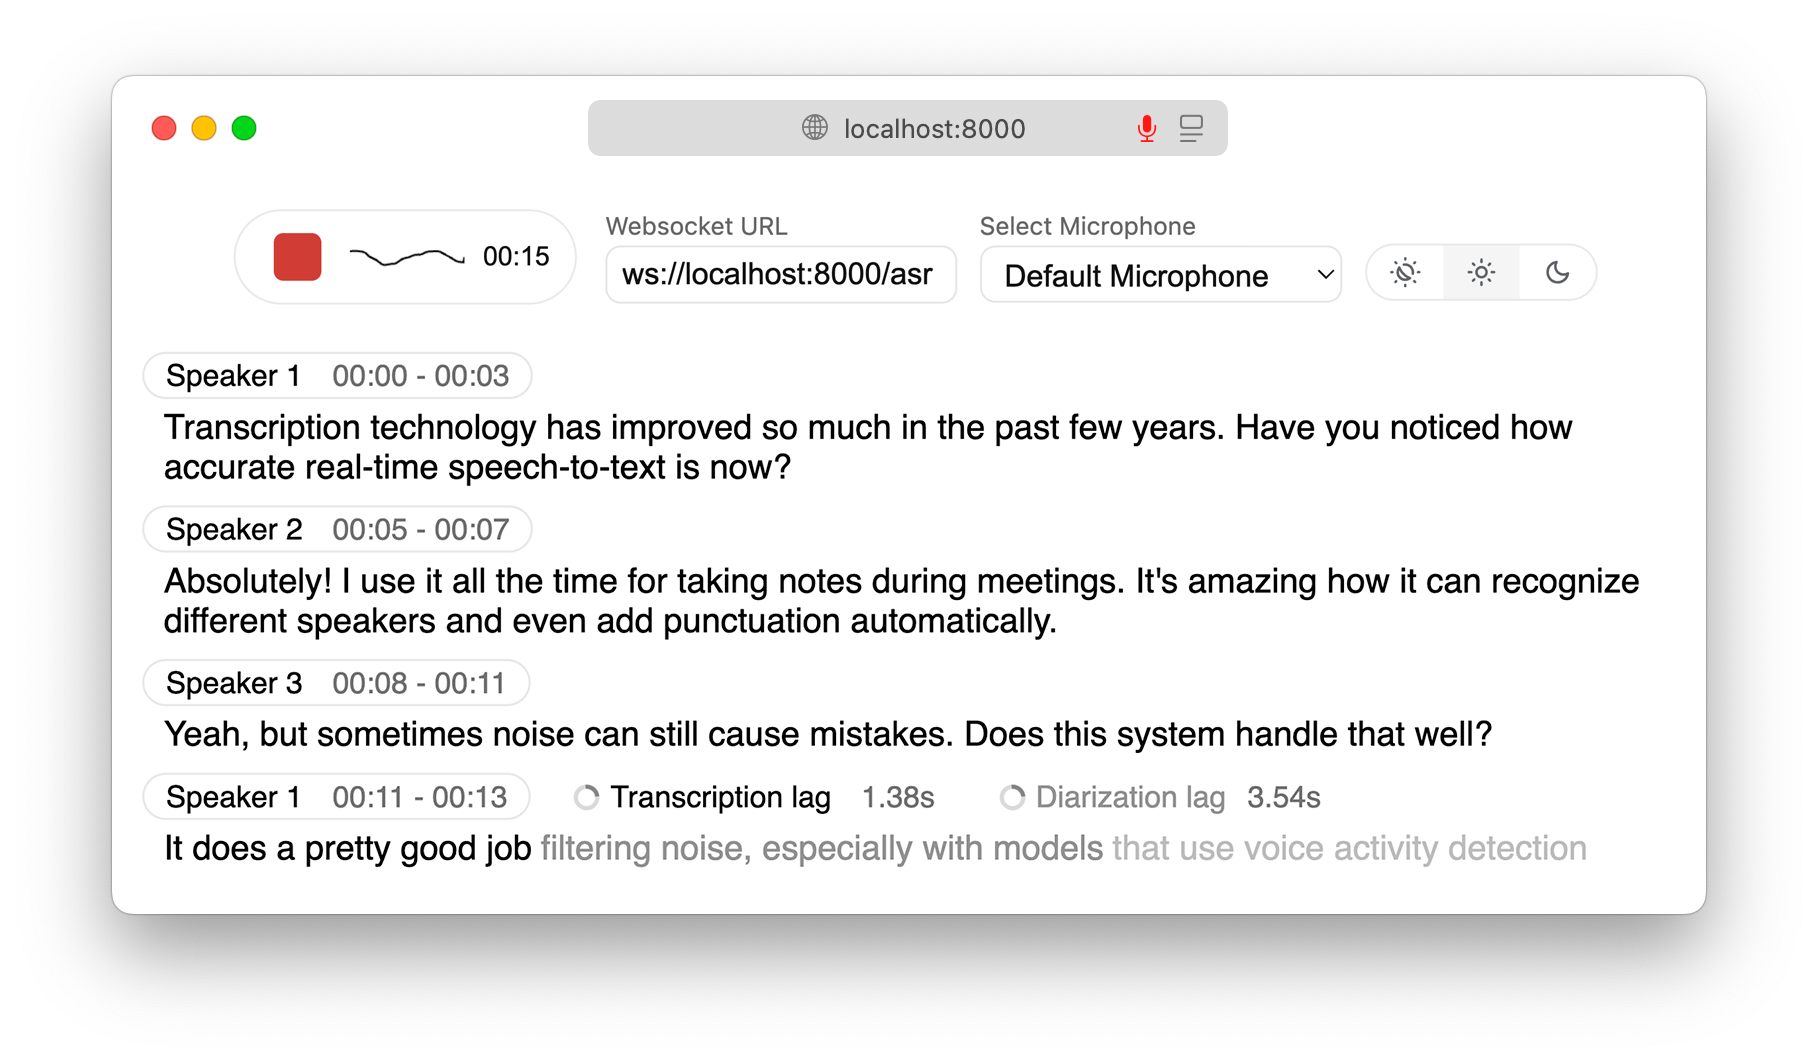 localhost:8000
Websocket URL
Select Microphone
00:15
ws://localhost:8000/asr
Default Microphone
Speaker 1 00:00 - 00:03
Transcription technology has improved so much in the past few years. Have you noticed how
accurate real-time speech-to-text is now?
Speaker 2 00:05 - 00:07
Absolutely! I use it all the time for taking notes during meetings. It's amazing how it can recognize
different speakers and even add punctuation automatically.
Speaker 3 00:08 - 00:11
Yeah, but sometimes noise can still cause mistakes. Does this system handle that well?
Speaker 1 00:11 - 00:13 Transcription lag 1.38s Diarization lag 3.54s
It does a pretty good job filtering noise, especially with models that use voice activity detection